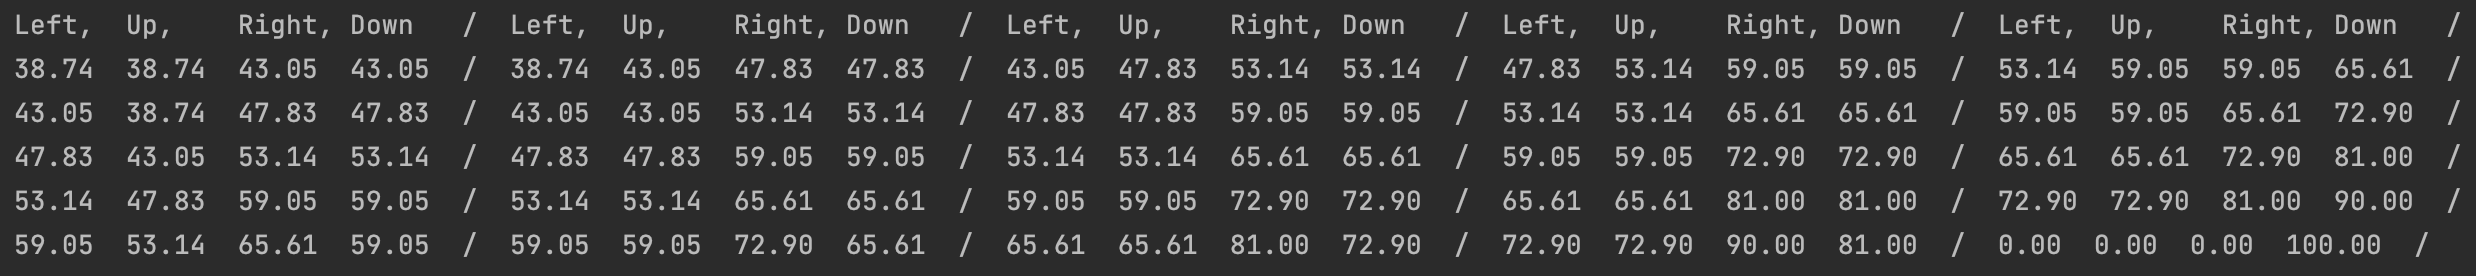 Left, Up, Right, Down / Left, Up, Right, Down / Left, Up, Right, Down / Left, Up, Right, Down / Left, Up, Right, Down /
38.74 38.74 43.05 43.05 / 38.74 43.05 47.83 47.83 / 43.05 47.83 53.14 53.14 / 47.83 53.14 59.05 59.05 / 53.14 59.05 59.05 65.61 /
43.05 38.74 47.83 47.83 / 43.05 43.05 53.14 53.14 / 47.83 47.83 59.05 59.05 / 53.14 53.14 65.61 65.61 / 59.05 59.05 65.61 72.90 /
47.83 43.05 53.14 53.14 / 47.83 47.83 59.05 59.05 / 53.14 53.14 65.61 65.61 / 59.05 59.05 72.90 72.90 / 65.61 65.61 72.90 81.00 /
53.14 47.83 59.05 59.05 / 53.14 53.14 65.61 65.61 / 59.05 59.05 72.90 72.90 / 65.61 65.61 81.00 81.00 / 72.90 72.90 81.00 90.00 /
59.05 53.14 65.61 59.05 / 59.05 59.05 72.90 65.61 / 65.61 65.61 81.00 72.90 / 72.90 72.90 90.00 81.00 / 0.00 0.00 0.00 100.00 /